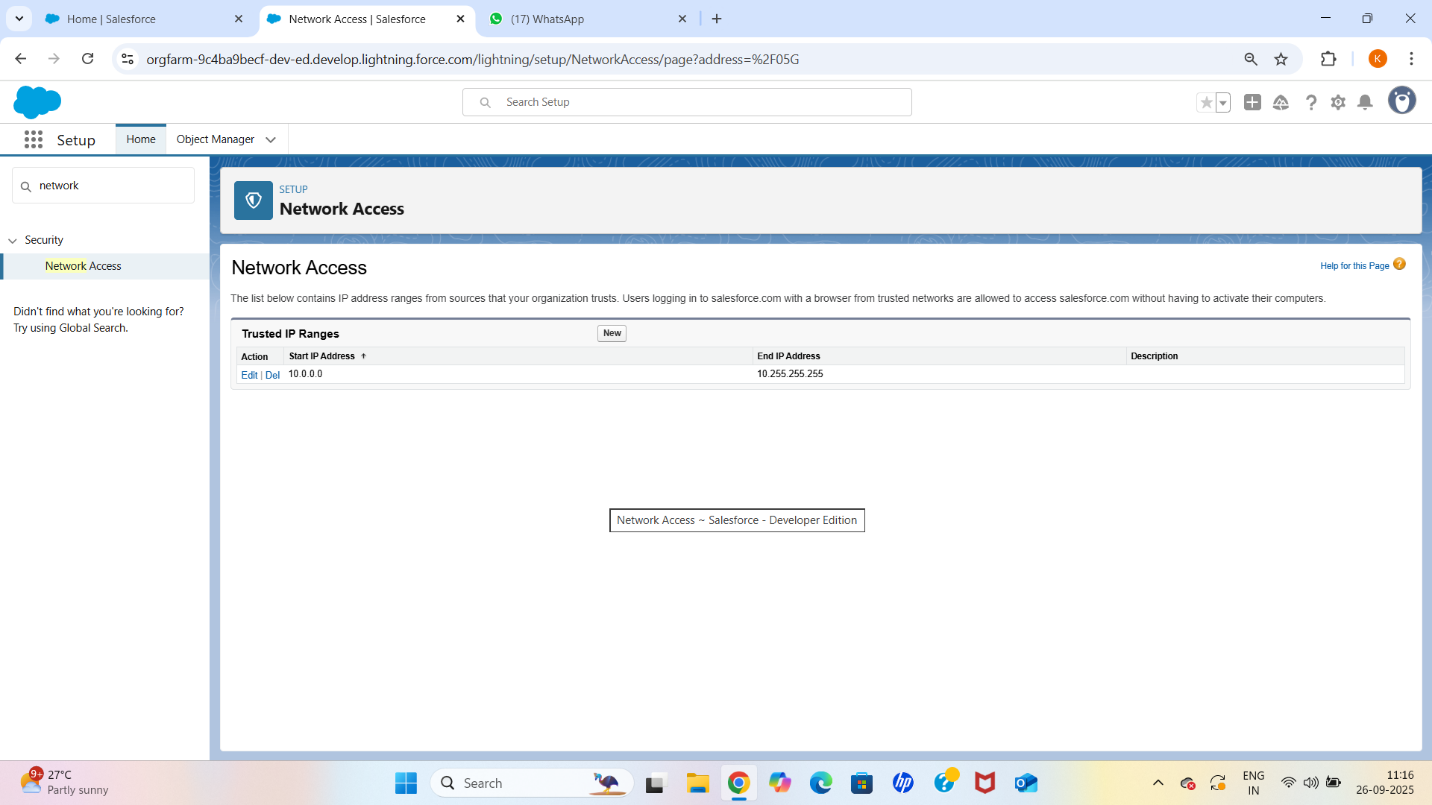 Home | Salesforce
Network Access | Salesforce
(17) WhatsApp
orgfarm-9c4ba9becf-dev-ed.develop.lightning.force.com/lightning/setup/NetworkAccess/page?address=%2F05G
K
Search Setup
Setup
Home
Object Manager
network
Security
Network Access
Didn't find what you're looking for?
Try using Global Search.
SETUP
Network Access
Network Access
Help for this Page ?
The list below contains IP address ranges from sources that your organization trusts. Users logging in to salesforce.com with a browser from trusted networks are allowed to access salesforce.com without having to activate their computers.
Trusted IP Ranges
New
Action Start IP Address ↑ End IP Address Description
Edit | Del 10.0.0.0 10.255.255.255
Network Access ~ Salesforce - Developer Edition
9+
27°C
Partly sunny
Search
hp
ENG
IN
11:16
26-09-2025